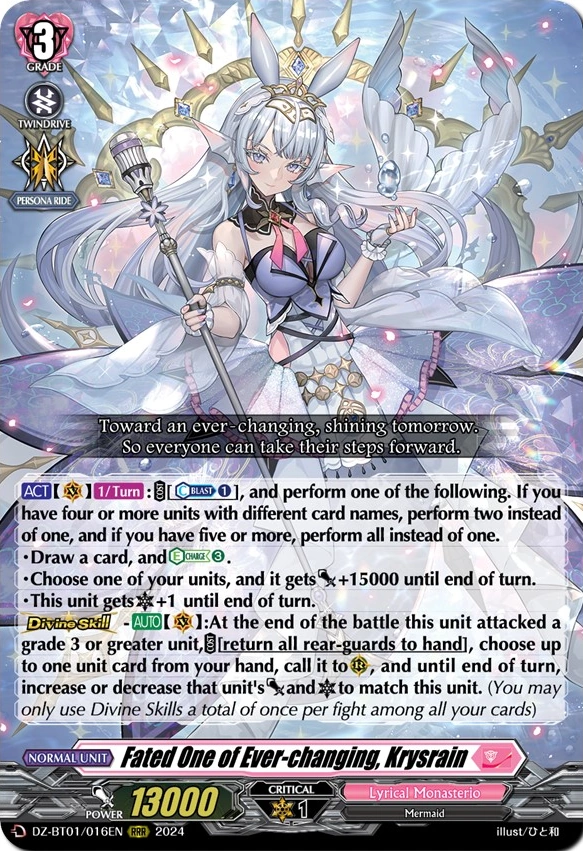 3
GRADE
TWINDRIVE
PERSONA RIDE
Toward an ever-changing, shining tomorrow.
So everyone can take their steps forward.
ACT【】1/Turn :[C BLAST 1], and perform one of the following. If you
have four or more units with different card names, perform two instead
of one, and if you have five or more, perform all instead of one.
・Draw a card, and E CHARGE 3.
・Choose one of your units, and it gets +15000 until end of turn.
・This unit gets +1 until end of turn.
Divine Skill - AUTO【】:At the end of the battle this unit attacked a
grade 3 or greater unit, [return all rear-guards to hand], choose up
to one unit card from your hand, call it to R, and until end of turn,
increase or decrease that unit's and to match this unit. (You may
only use Divine Skills a total of once per fight among all your cards)
NORMAL UNIT Fated One of Ever-changing, Krysrain
POWER 13000 CRITICAL 1 Lyrical Monasterio
Mermaid
D DZ-BT01/016EN RRR 2024 illust/ひと和